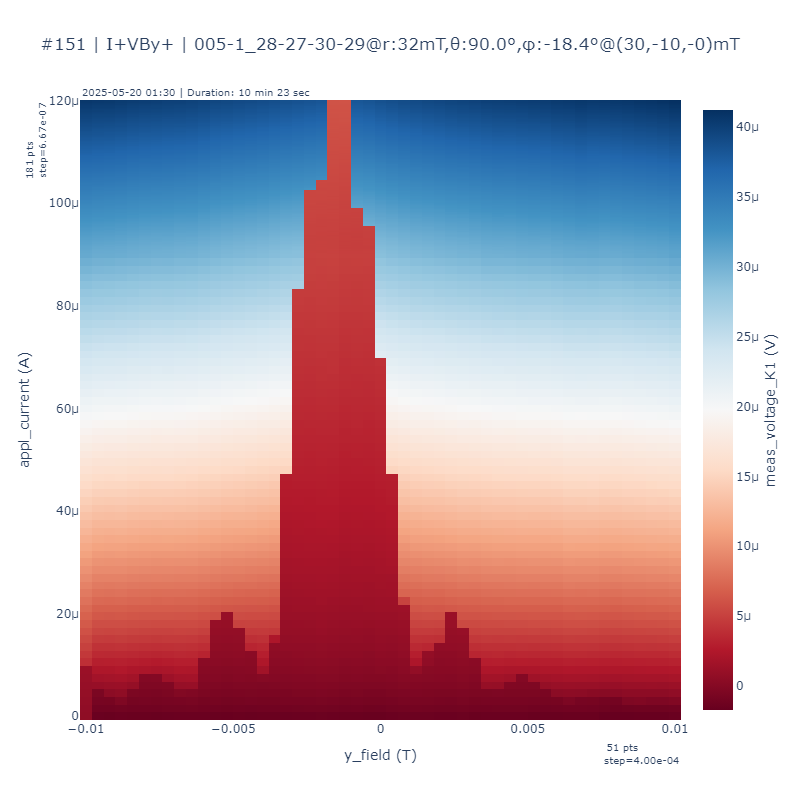 #151 | I+VBy+ | 005-1_28-27-30-29@r:32mT,θ:90.0°,φ:-18.4°@(30,-10,-0)mT
2025-05-20 01:30 | Duration: 10 min 23 sec
181 pts
step=6.67e-07
120μ
100μ
80μ
60μ
40μ
20μ
0
appl_current (A)
−0.01
−0.005
0
0.005
0.01
y_field (T)
51 pts
step=4.00e-04
40μ
35μ
30μ
25μ
20μ
15μ
10μ
5μ
0
meas_voltage_K1 (V)